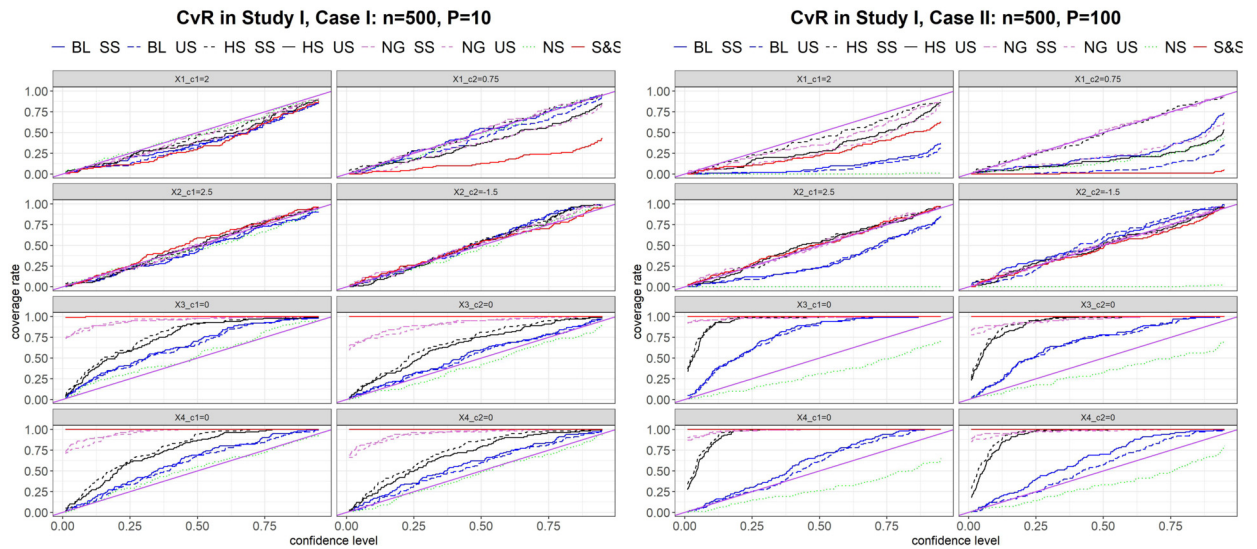 CvR in Study I, Case I: n=500, P=10
BL SS BL US HS SS HS US NG SS NG US NS S&S
X1_c1=2 X1_c2=0.75
1.00
0.75
0.50
0.25
0.00
X2_c1=2.5 X2_c2=-1.5
1.00
0.75
0.50
0.25
0.00
coverage rate
X3_c1=0 X3_c2=0
1.00
0.75
0.50
0.25
0.00
X4_c1=0 X4_c2=0
1.00
0.75
0.50
0.25
0.00
0.00 0.25 0.50 0.75 0.00 0.25 0.50 0.75
confidence level
CvR in Study I, Case II: n=500, P=100
BL SS BL US HS SS HS US NG SS NG US NS S&S
X1_c1=2 X1_c2=0.75
1.00
0.75
0.50
0.25
0.00
X2_c1=2.5 X2_c2=-1.5
1.00
0.75
0.50
0.25
0.00
coverage rate
X3_c1=0 X3_c2=0
1.00
0.75
0.50
0.25
0.00
X4_c1=0 X4_c2=0
1.00
0.75
0.50
0.25
0.00
0.00 0.25 0.50 0.75 0.00 0.25 0.50 0.75
confidence level